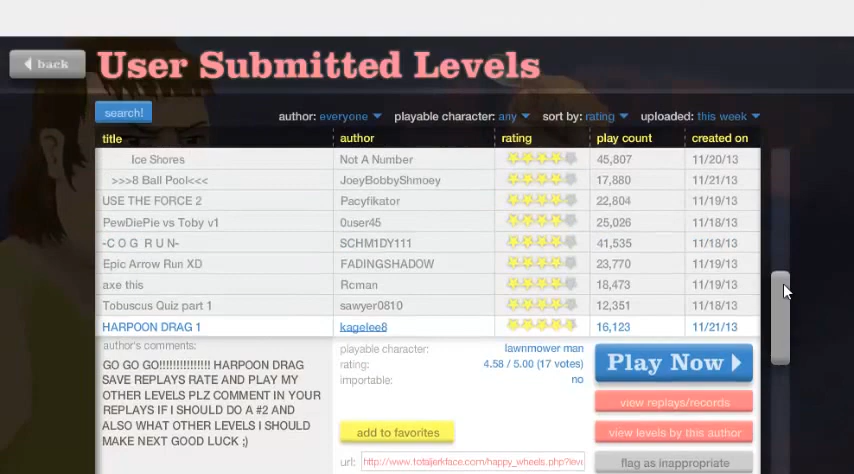 back
User Submitted Levels
search!
author: everyone playable character: any sort by: rating uploaded: this week
title author rating play count created on
Ice Shores Not A Number 45,807 11/20/13
>>>8 Ball Pool<<< JoeyBobbyShmoey 17,880 11/21/13
USE THE FORCE 2 Pacyfikator 22,804 11/19/13
PewDiePie vs Toby v1 0user45 25,026 11/18/13
-C O G R U N- SCHM1DY111 41,535 11/18/13
Epic Arrow Run XD FADINGSHADOW 23,770 11/19/13
axe this Rcman 18,473 11/19/13
Tobuscus Quiz part 1 sawyer0810 12,351 11/18/13
HARPOON DRAG 1 kagelee8 16,123 11/21/13
author's comments:
GO GO GO!!!!!!!!!!!!!!! HARPOON DRAG
SAVE REPLAYS RATE AND PLAY MY
OTHER LEVELS PLZ COMMENT IN YOUR
REPLAYS IF I SHOULD DO A #2 AND
ALSO WHAT OTHER LEVELS I SHOULD
MAKE NEXT GOOD LUCK ;)
playable character: lawnmower man
rating: 4.58 / 5.00 (17 votes)
importable: no
add to favorites
url: http://www.totaljerkface.com/happy_wheels.php?leve
Play Now
view replays/records
view levels by this author
flag as inappropriate